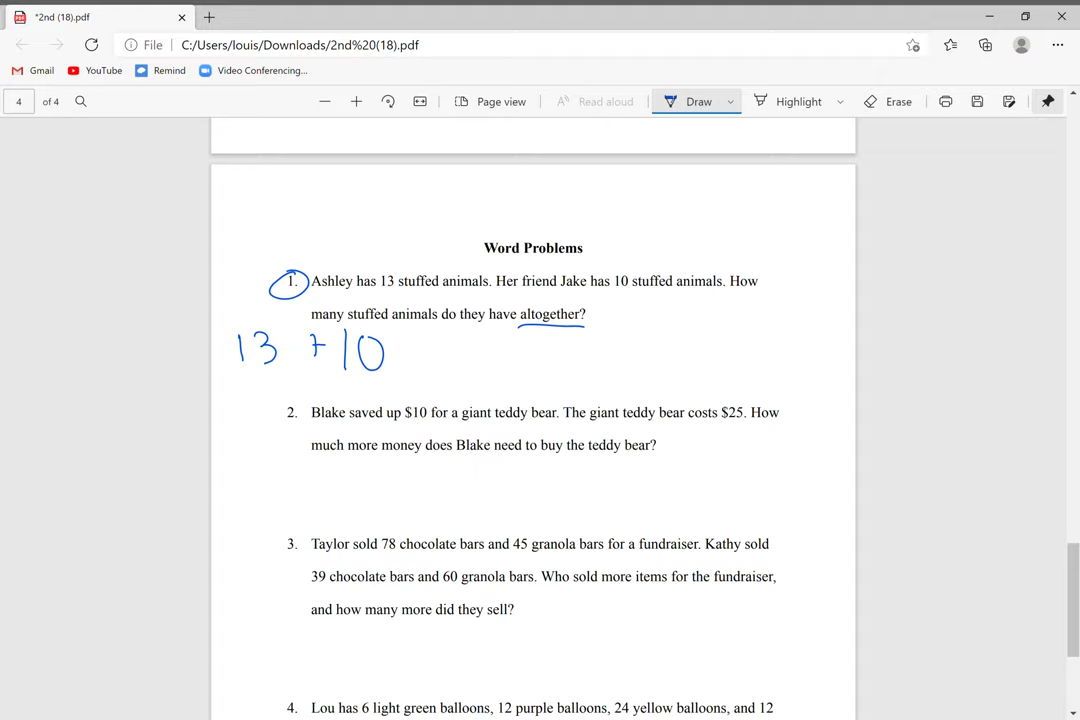 *2nd (18).pdf
File C:/Users/louis/Downloads/2nd%20(18).pdf
Gmail YouTube Remind Video Conferencing...
4 of 4 Page view Read aloud Draw Highlight Erase
Word Problems
1. Ashley has 13 stuffed animals. Her friend Jake has 10 stuffed animals. How
many stuffed animals do they have altogether?
13 + 10
2. Blake saved up $10 for a giant teddy bear. The giant teddy bear costs $25. How
much more money does Blake need to buy the teddy bear?
3. Taylor sold 78 chocolate bars and 45 granola bars for a fundraiser. Kathy sold
39 chocolate bars and 60 granola bars. Who sold more items for the fundraiser,
and how many more did they sell?
4. Lou has 6 light green balloons, 12 purple balloons, 24 yellow balloons, and 12